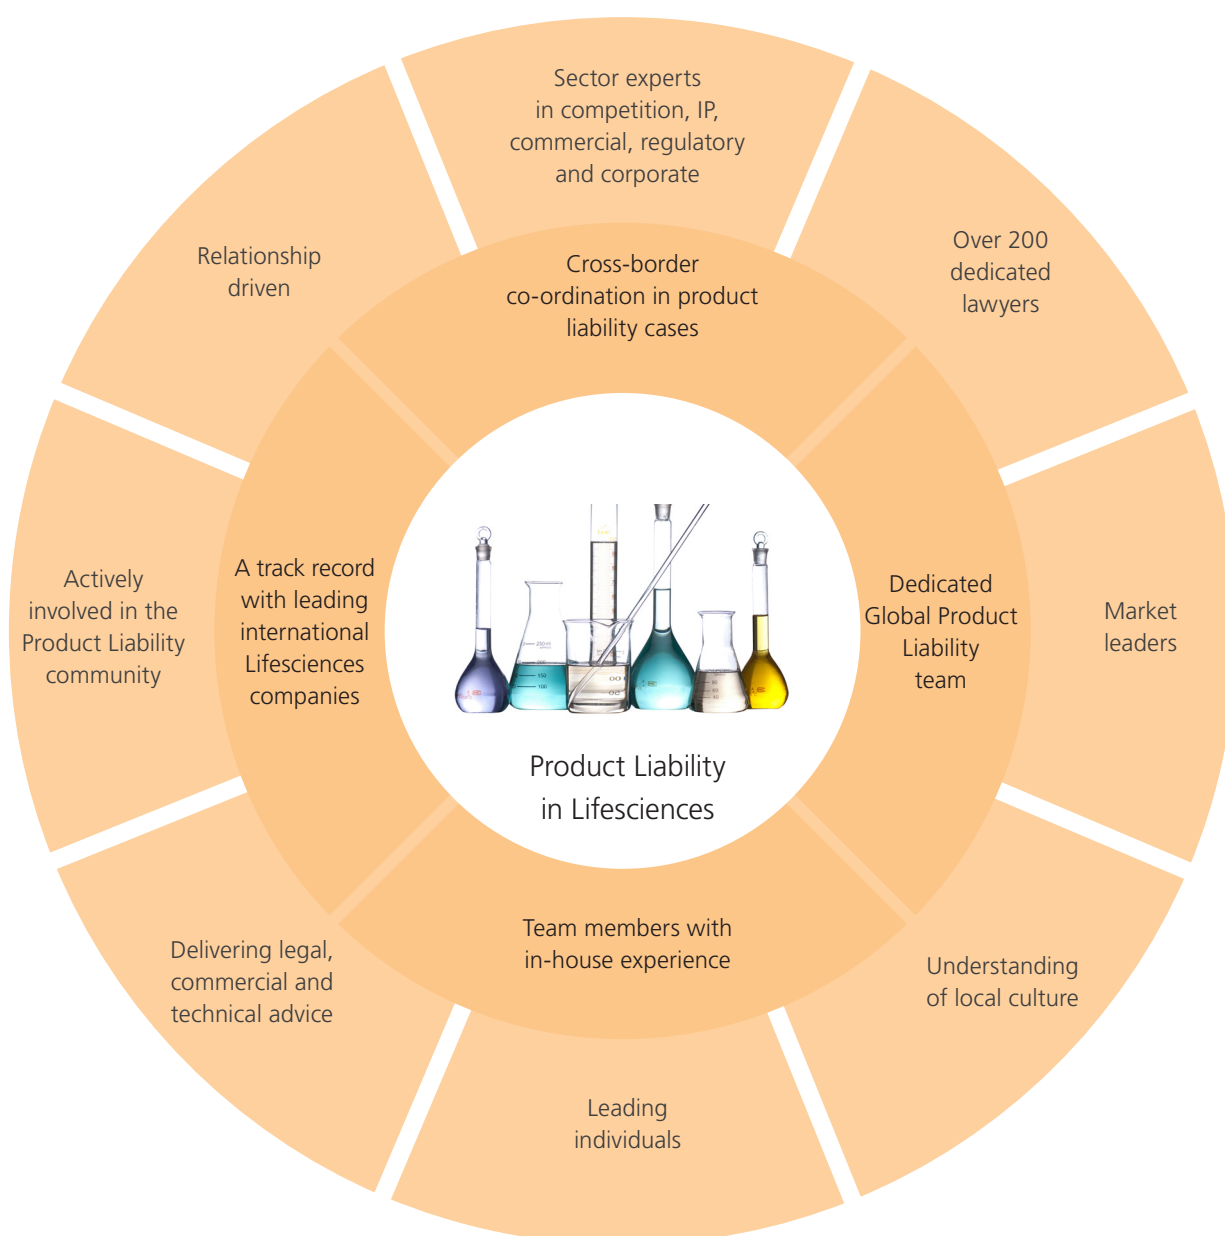 Sector experts
in competition, IP,
commercial, regulatory
and corporate
Over 200
dedicated
lawyers
Market
leaders
Understanding
of local culture
Leading
individuals
Delivering legal,
commercial and
technical advice
Actively
involved in the
Product Liability
community
Relationship
driven
Cross-border
co-ordination in product
liability cases
Dedicated
Global Product
Liability
team
Team members with
in-house experience
A track record
with leading
international
Lifesciences
companies
Product Liability
in Lifesciences